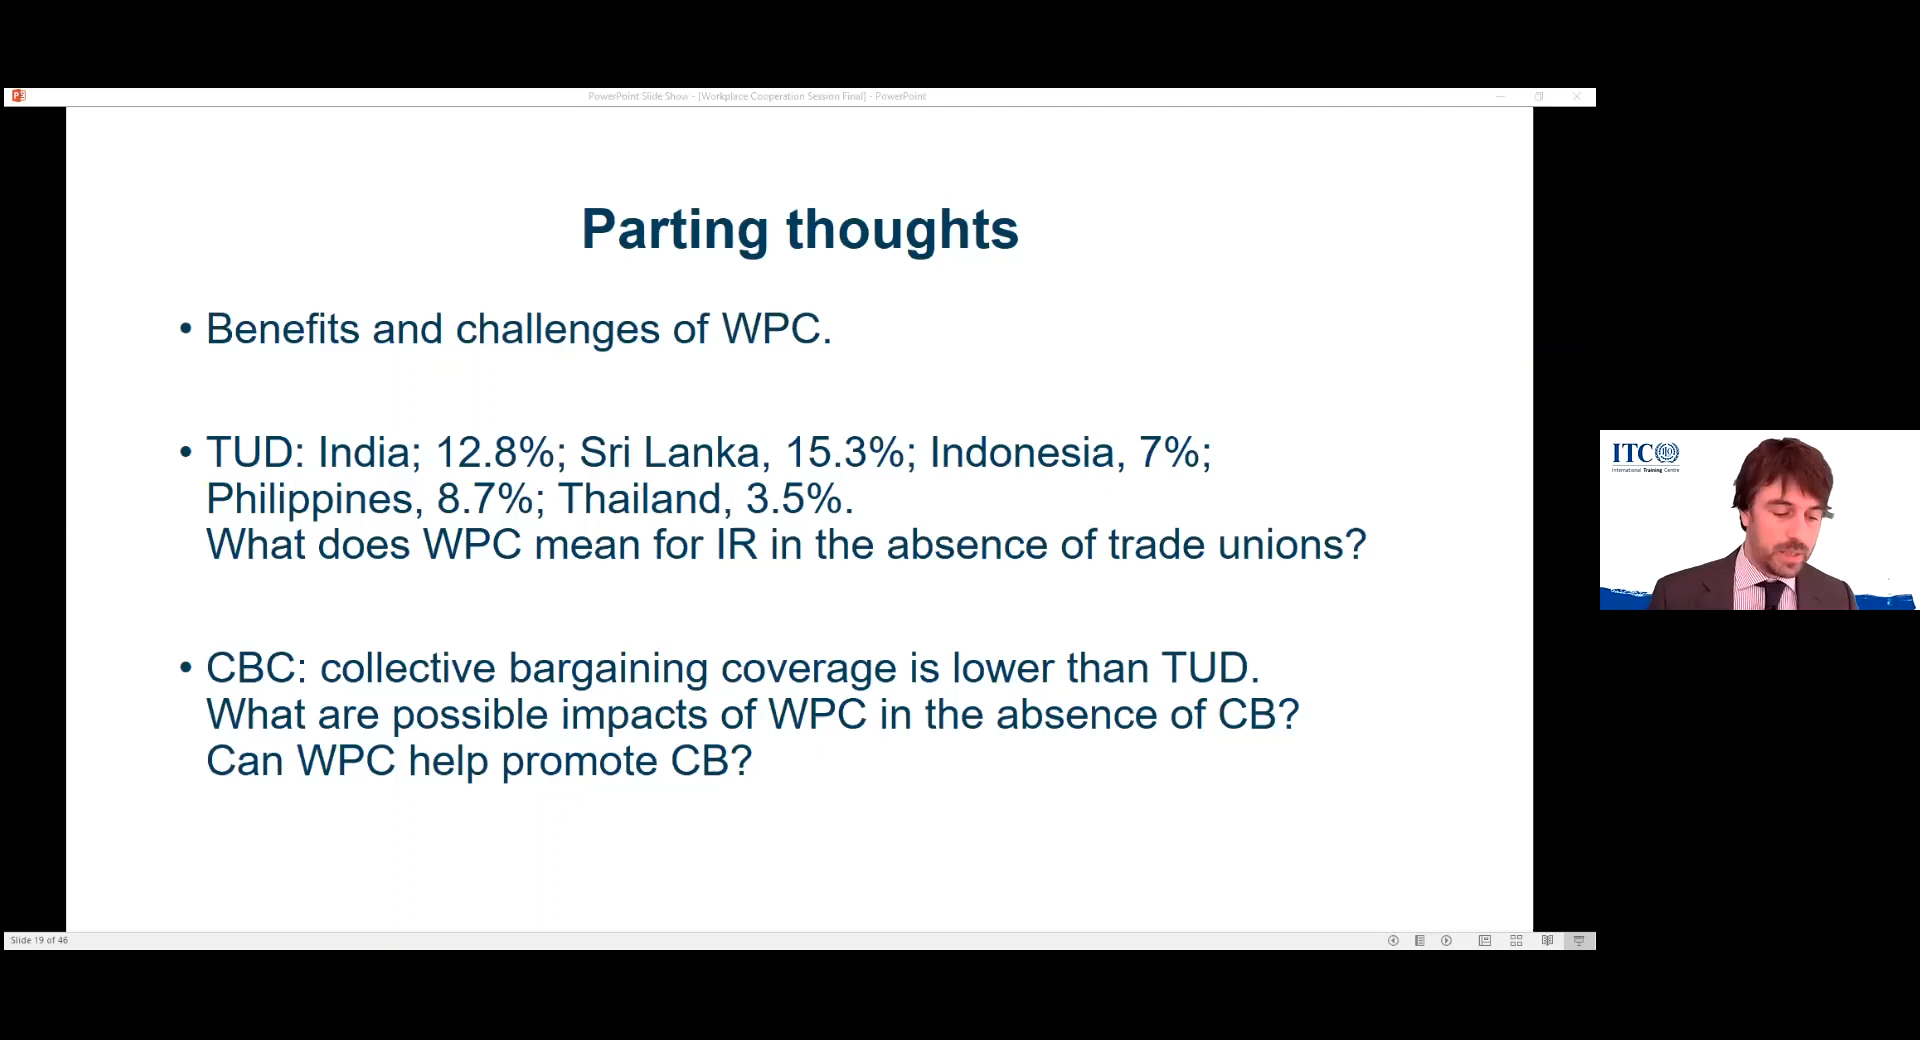 PowerPoint Slide Show - [Workplace Cooperation Session Final] - PowerPoint
Parting thoughts
• Benefits and challenges of WPC.
• TUD: India; 12.8%; Sri Lanka, 15.3%; Indonesia, 7%;
Philippines, 8.7%; Thailand, 3.5%.
What does WPC mean for IR in the absence of trade unions?
• CBC: collective bargaining coverage is lower than TUD.
What are possible impacts of WPC in the absence of CB?
Can WPC help promote CB?
Slide 19 of 46
ITC
International Training Centre